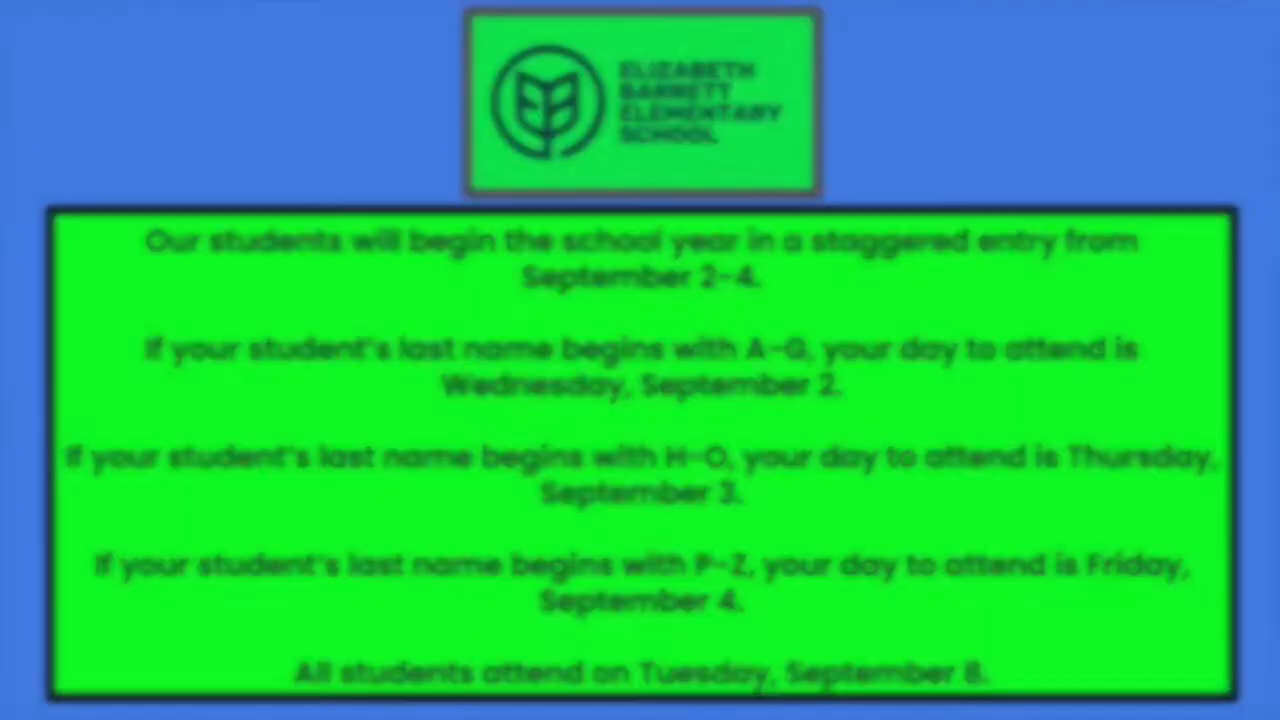 ELIZABETH
BARRETT
ELEMENTARY
SCHOOL
Our students will begin the school year in a staggered entry from
September 2-4.
If your student's last name begins with A-G, your day to attend is
Wednesday, September 2.
If your student's last name begins with H-O, your day to attend is Thursday,
September 3.
If your student's last name begins with P-Z, your day to attend is Friday,
September 4.
All students attend on Tuesday, September 8.